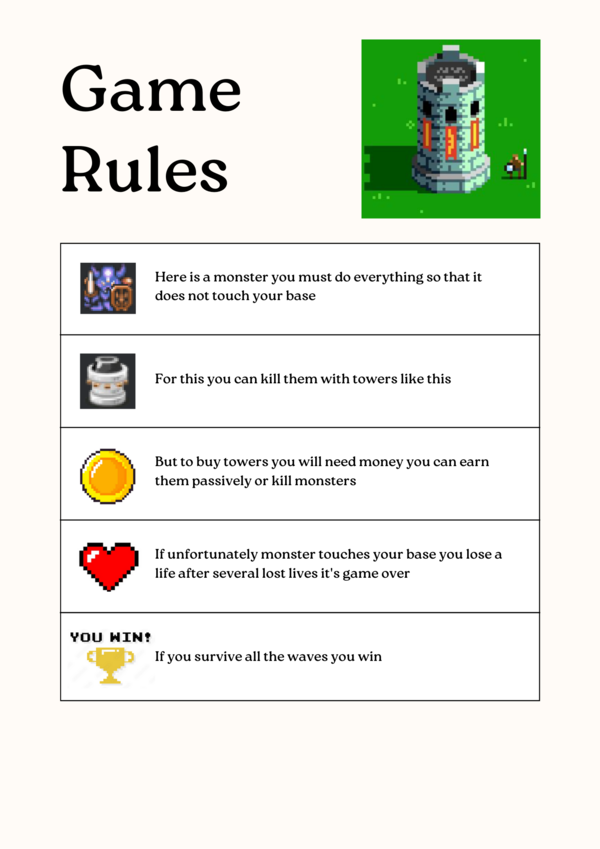 Game
Rules
Here is a monster you must do everything so that it
does not touch your base
For this you can kill them with towers like this
But to buy towers you will need money you can earn
them passively or kill monsters
If unfortunately monster touches your base you lose a
life after several lost lives it's game over
YOU WIN!
If you survive all the waves you win